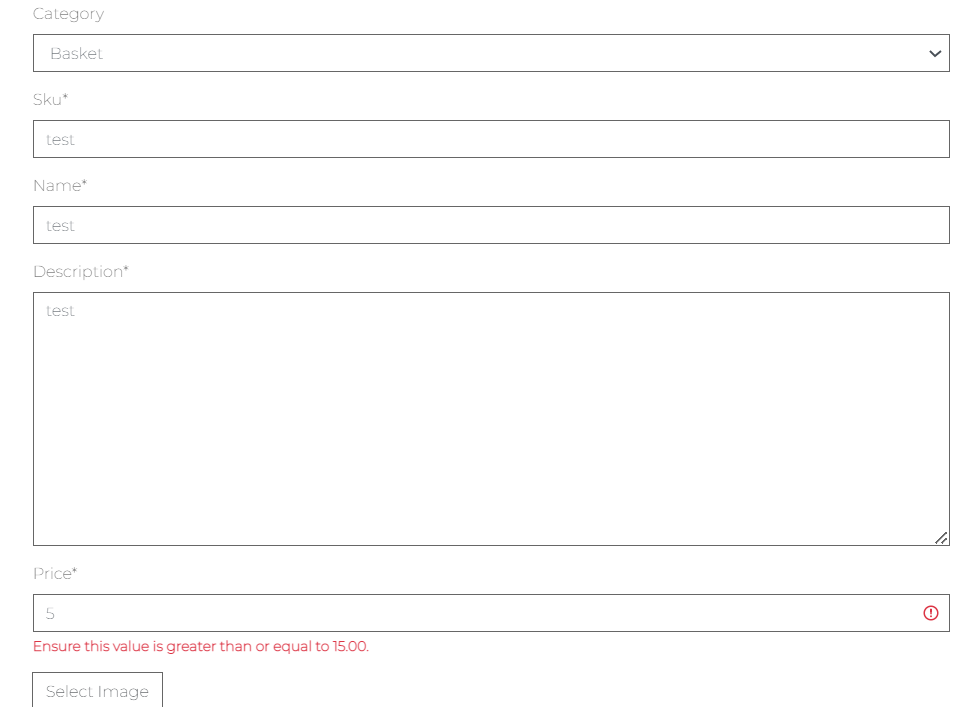 Category
Basket
Sku*
test
Name*
test
Description*
test
Price*
5
Ensure this value is greater than or equal to 15.00.
Select Image